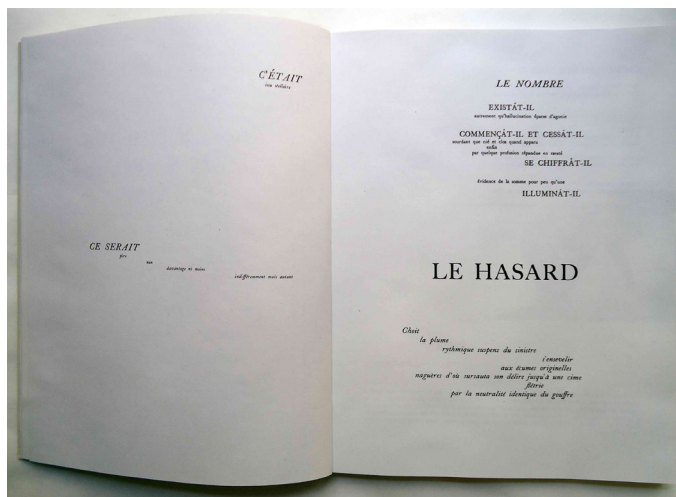 C'ÉTAIT
issu stellaire
CE SERAIT
pire
non
davantage ni moins
indifféremment mais autant
LE NOMBRE
EXISTÂT-IL
autrement qu'hallucination éparse d'agonie
COMMENÇÂT-IL ET CESSÂT-IL
sourdant que nié et clos quand apparu
enfin
par quelque profusion répandue en rareté
SE CHIFFRÂT-IL
évidence de la somme pour peu qu'une
ILLUMINÂT-IL
LE HASARD
Choit
la plume
rythmique suspens du sinistre
s'ensevelir
aux écumes originelles
naguères d'où sursauta son délire jusqu'à une cime
flétrie
par la neutralité identique du gouffre